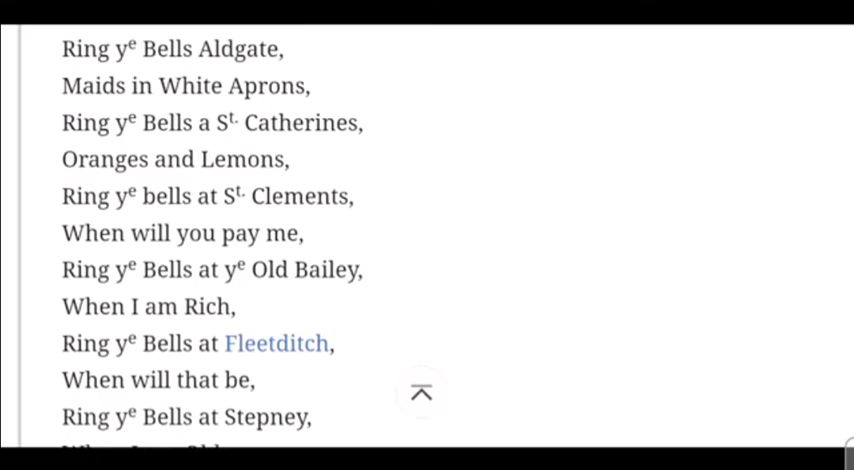 Ring yᵉ Bells Aldgate,
Maids in White Aprons,
Ring yᵉ Bells a Sᵗ· Catherines,
Oranges and Lemons,
Ring yᵉ bells at Sᵗ· Clements,
When will you pay me,
Ring yᵉ Bells at yᵉ Old Bailey,
When I am Rich,
Ring yᵉ Bells at Fleetditch,
When will that be,
Ring yᵉ Bells at Stepney,